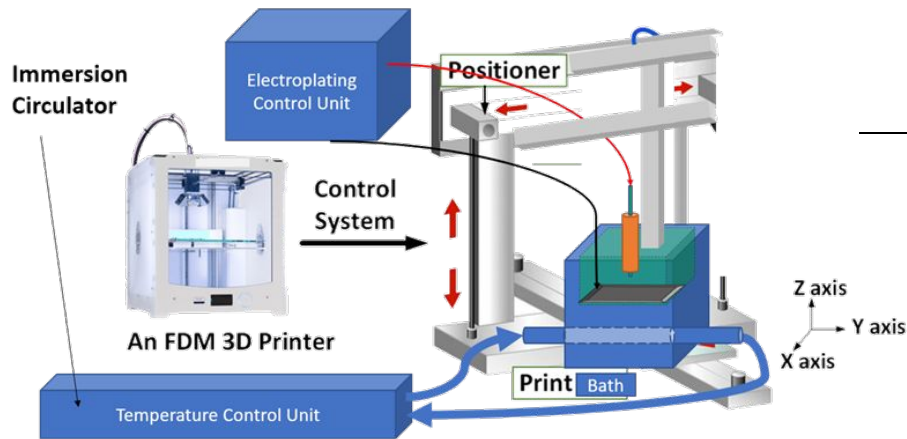 Immersion
Circulator
Electroplating
Control Unit
Positioner
Control
System
An FDM 3D Printer
Z axis
Y axis
X axis
Print
Bath
Temperature Control Unit